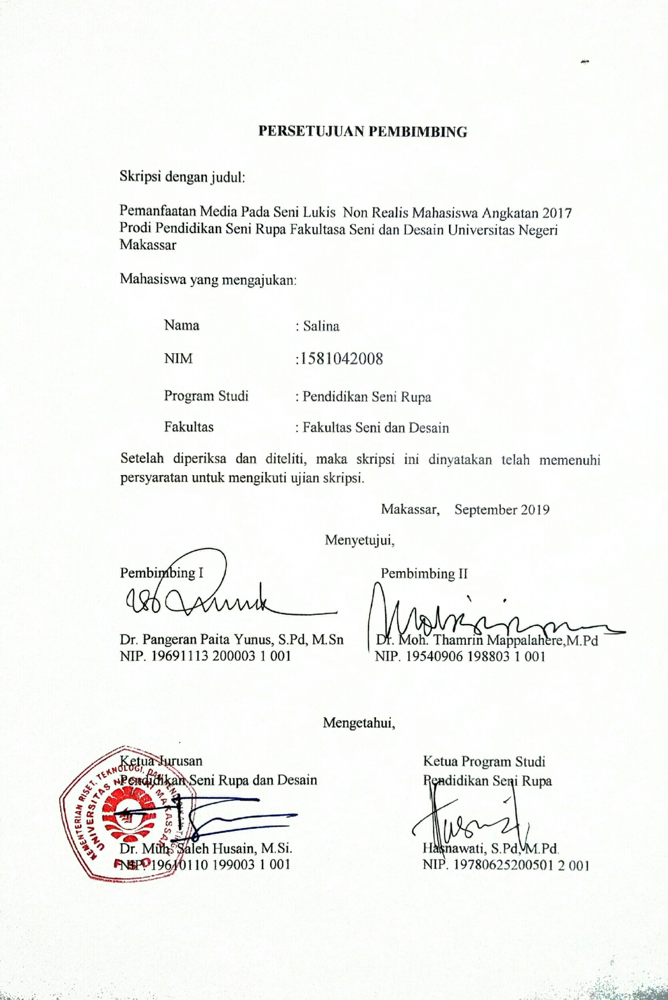 PERSETUJUAN PEMBIMBING
Skripsi dengan judul:
Pemanfaatan Media Pada Seni Lukis Non Realis Mahasiswa Angkatan 2017
Prodi Pendidikan Seni Rupa Fakultasa Seni dan Desain Universitas Negeri
Makassar
Mahasiswa yang mengajukan:
Nama : Salina
NIM :1581042008
Program Studi : Pendidikan Seni Rupa
Fakultas : Fakultas Seni dan Desain
Setelah diperiksa dan diteliti, maka skripsi ini dinyatakan telah memenuhi
persyaratan untuk mengikuti ujian skripsi.
Makassar, September 2019
Menyetujui,
Pembimbing I
Pembimbing II
Dr. Pangeran Paita Yunus, S.Pd, M.Sn
NIP. 19691113 200003 1 001
Dr. Moh. Thamrin Mappalahere,M.Pd
NIP. 19540906 198803 1 001
Mengetahui,
Ketua Jurusan
Pendidikan Seni Rupa dan Desain
Dr. Muh. Saleh Husain, M.Si.
NIP. 19610110 199003 1 001
Ketua Program Studi
Pendidikan Seni Rupa
Hasnawati, S.Pd, M.Pd.
NIP. 19780625200501 2 001
KEMENTERIAN RISET, TEKNOLOGI, DAN PENDIDIKAN TINGGI
UNIVERSITAS NEGERI MAKASSAR
FSD